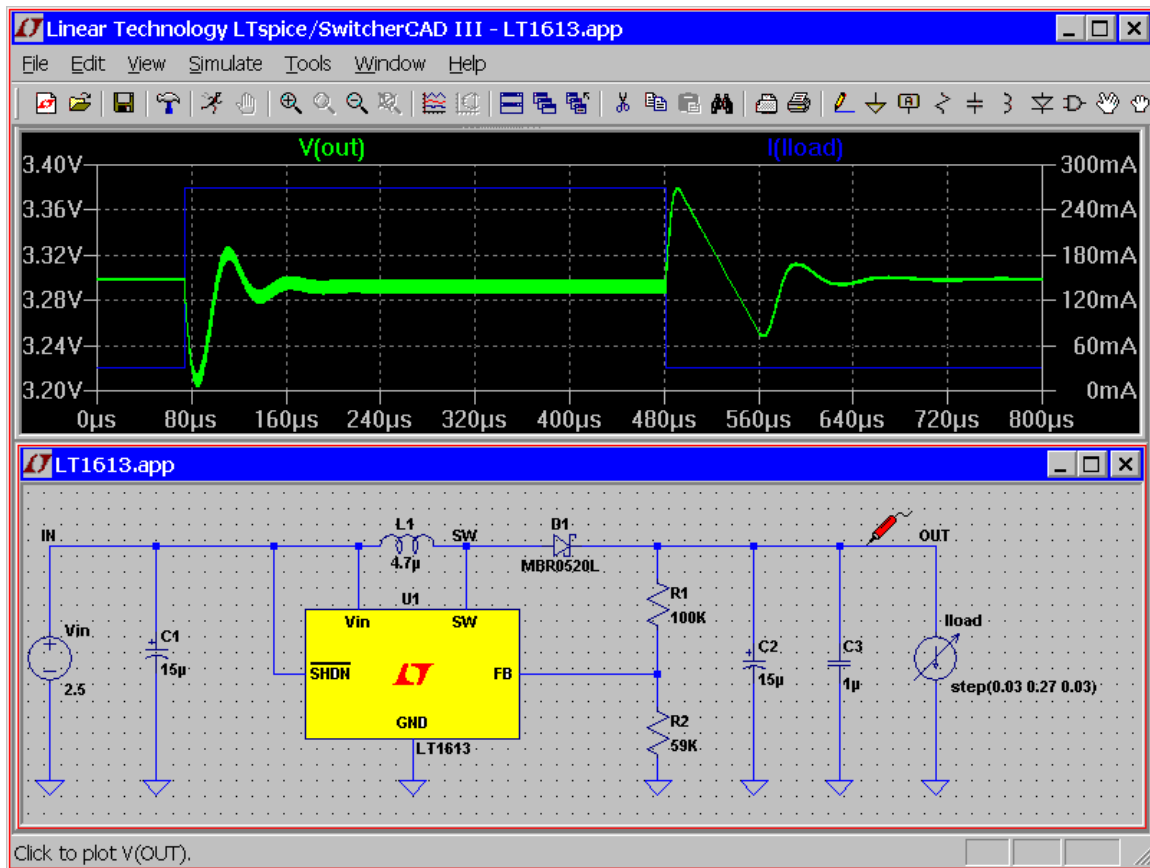 Linear Technology LTspice/SwitcherCAD III - LT1613.app
File Edit View Simulate Tools Window Help
V(out) I(Iload)
3.40V 300mA
3.36V 240mA
3.32V 180mA
3.28V 120mA
3.24V 60mA
3.20V 0mA
0µs 80µs 160µs 240µs 320µs 400µs 480µs 560µs 640µs 720µs 800µs
LT1613.app
IN L1 SW D1 OUT
4.7µ MBR0520L
U1
Vin SW
R1
100K
Vin
2.5
C1
15µ
SHDN FB
GND
LT1613
R2
59K
C2
15µ
C3
1µ
Iload
step(0.03 0.27 0.03)
Click to plot V(OUT).